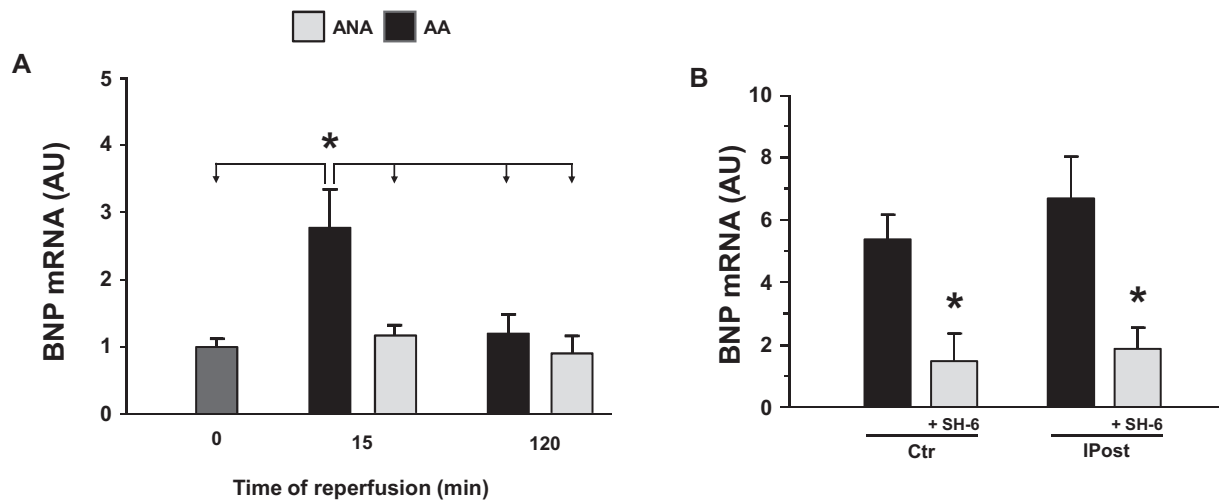 ANA AA
A
BNP mRNA (AU)
5
4
3
2
1
0
*
0 15 120
Time of reperfusion (min)
B
BNP mRNA (AU)
10
8
6
4
2
0
* *
+ SH-6 + SH-6
Ctr IPost